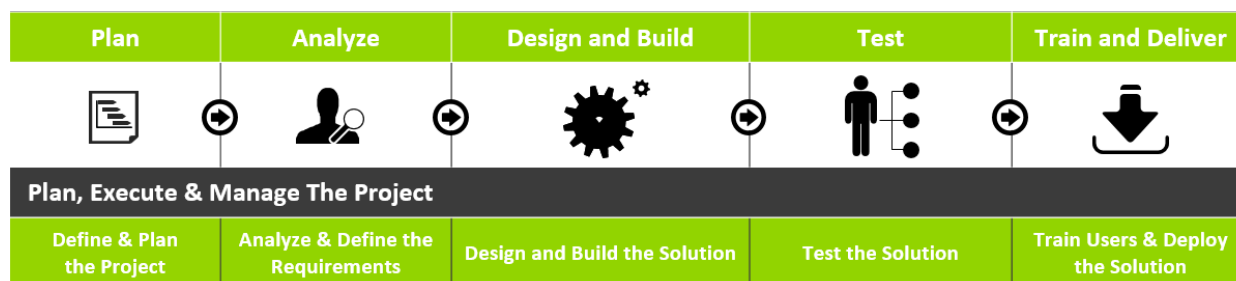 Plan
Analyze
Design and Build
Test
Train and Deliver
Plan, Execute & Manage The Project
Define & Plan
the Project
Analyze & Define the
Requirements
Design and Build the Solution
Test the Solution
Train Users & Deploy
the Solution